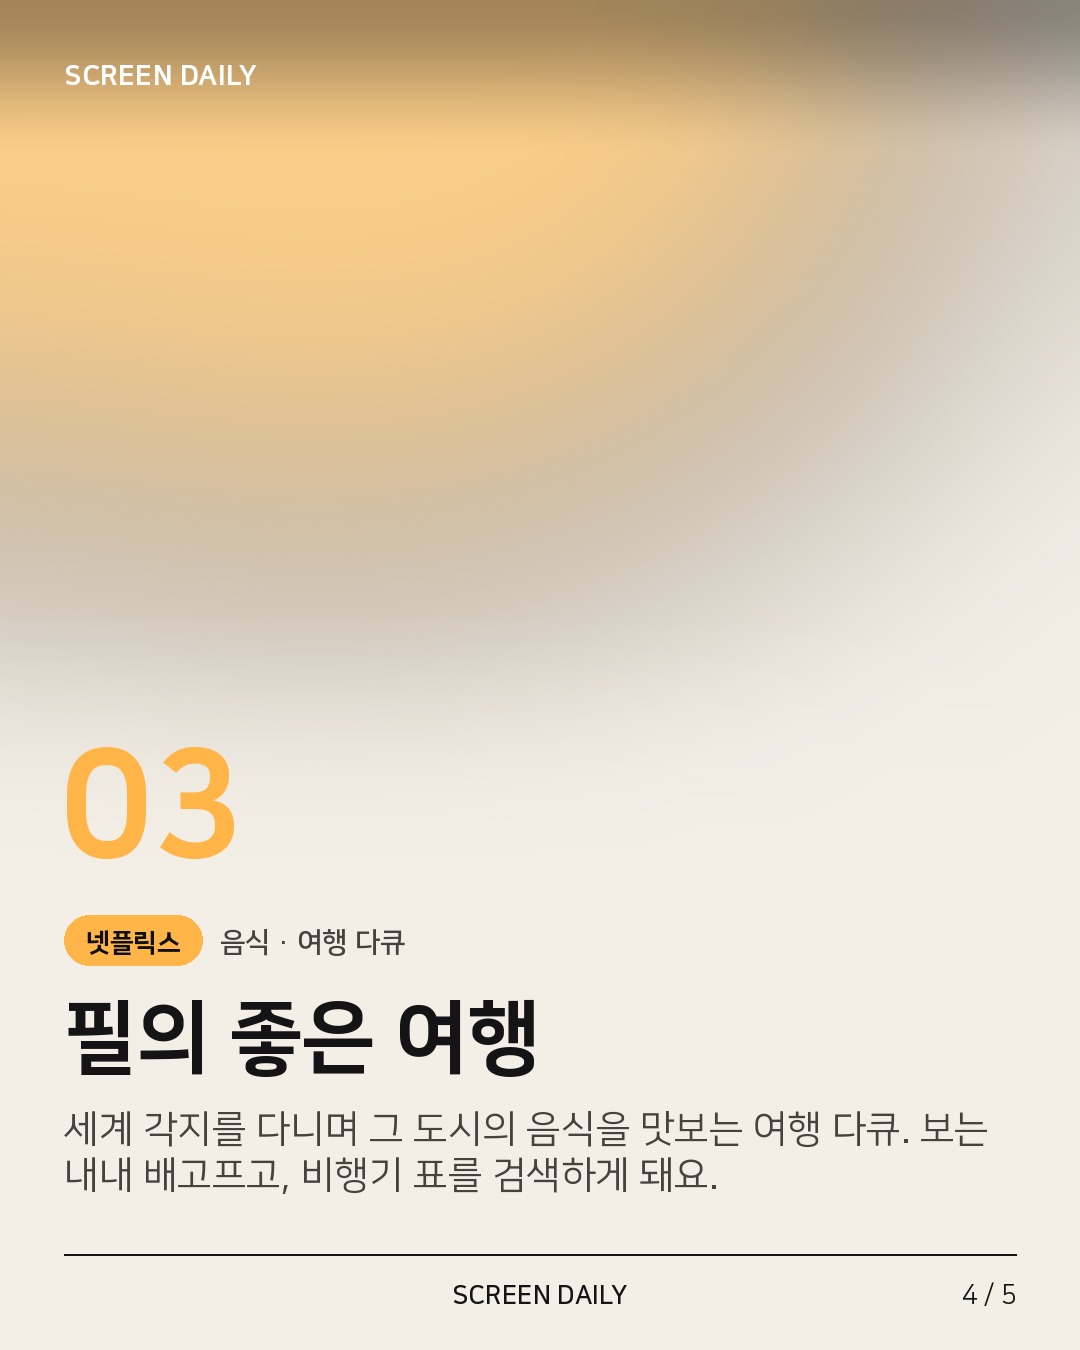 SCREEN DAILY
03
넷플릭스 음식 · 여행 다큐
필의 좋은 여행
세계 각지를 다니며 그 도시의 음식을 맛보는 여행 다큐. 보는
내내 배고프고, 비행기 표를 검색하게 돼요.
SCREEN DAILY 4 / 5